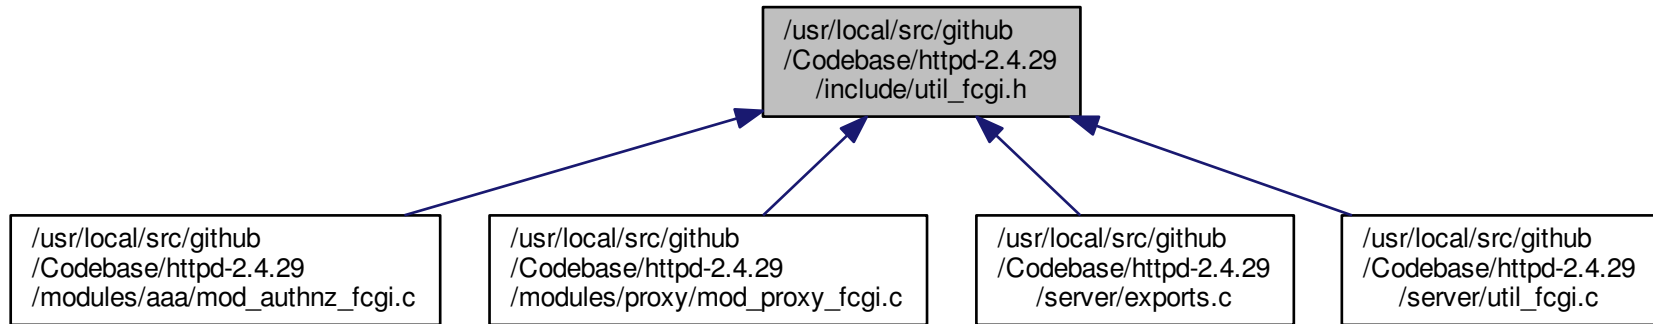 /usr/local/src/github
/Codebase/httpd-2.4.29
/include/util_fcgi.h
/usr/local/src/github
/Codebase/httpd-2.4.29
/modules/aaa/mod_authnz_fcgi.c
/usr/local/src/github
/Codebase/httpd-2.4.29
/modules/proxy/mod_proxy_fcgi.c
/usr/local/src/github
/Codebase/httpd-2.4.29
/server/exports.c
/usr/local/src/github
/Codebase/httpd-2.4.29
/server/util_fcgi.c